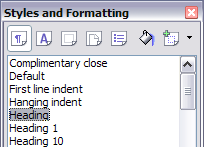 Styles and Formatting
Complimentary close
Default
First line indent
Hanging indent
Heading
Heading 1
Heading 10